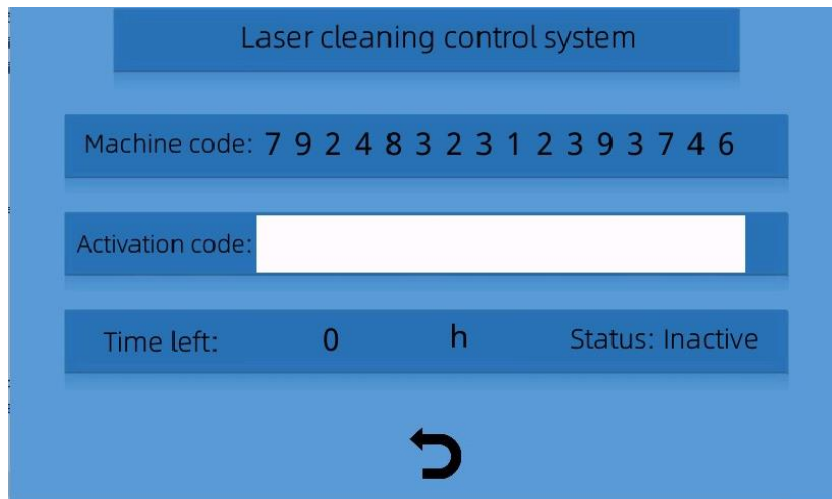 Laser cleaning control system
Machine code: 7 9 2 4 8 3 2 3 1 2 3 9 3 7 4 6
Activation code:
Time left: 0 h Status: Inactive